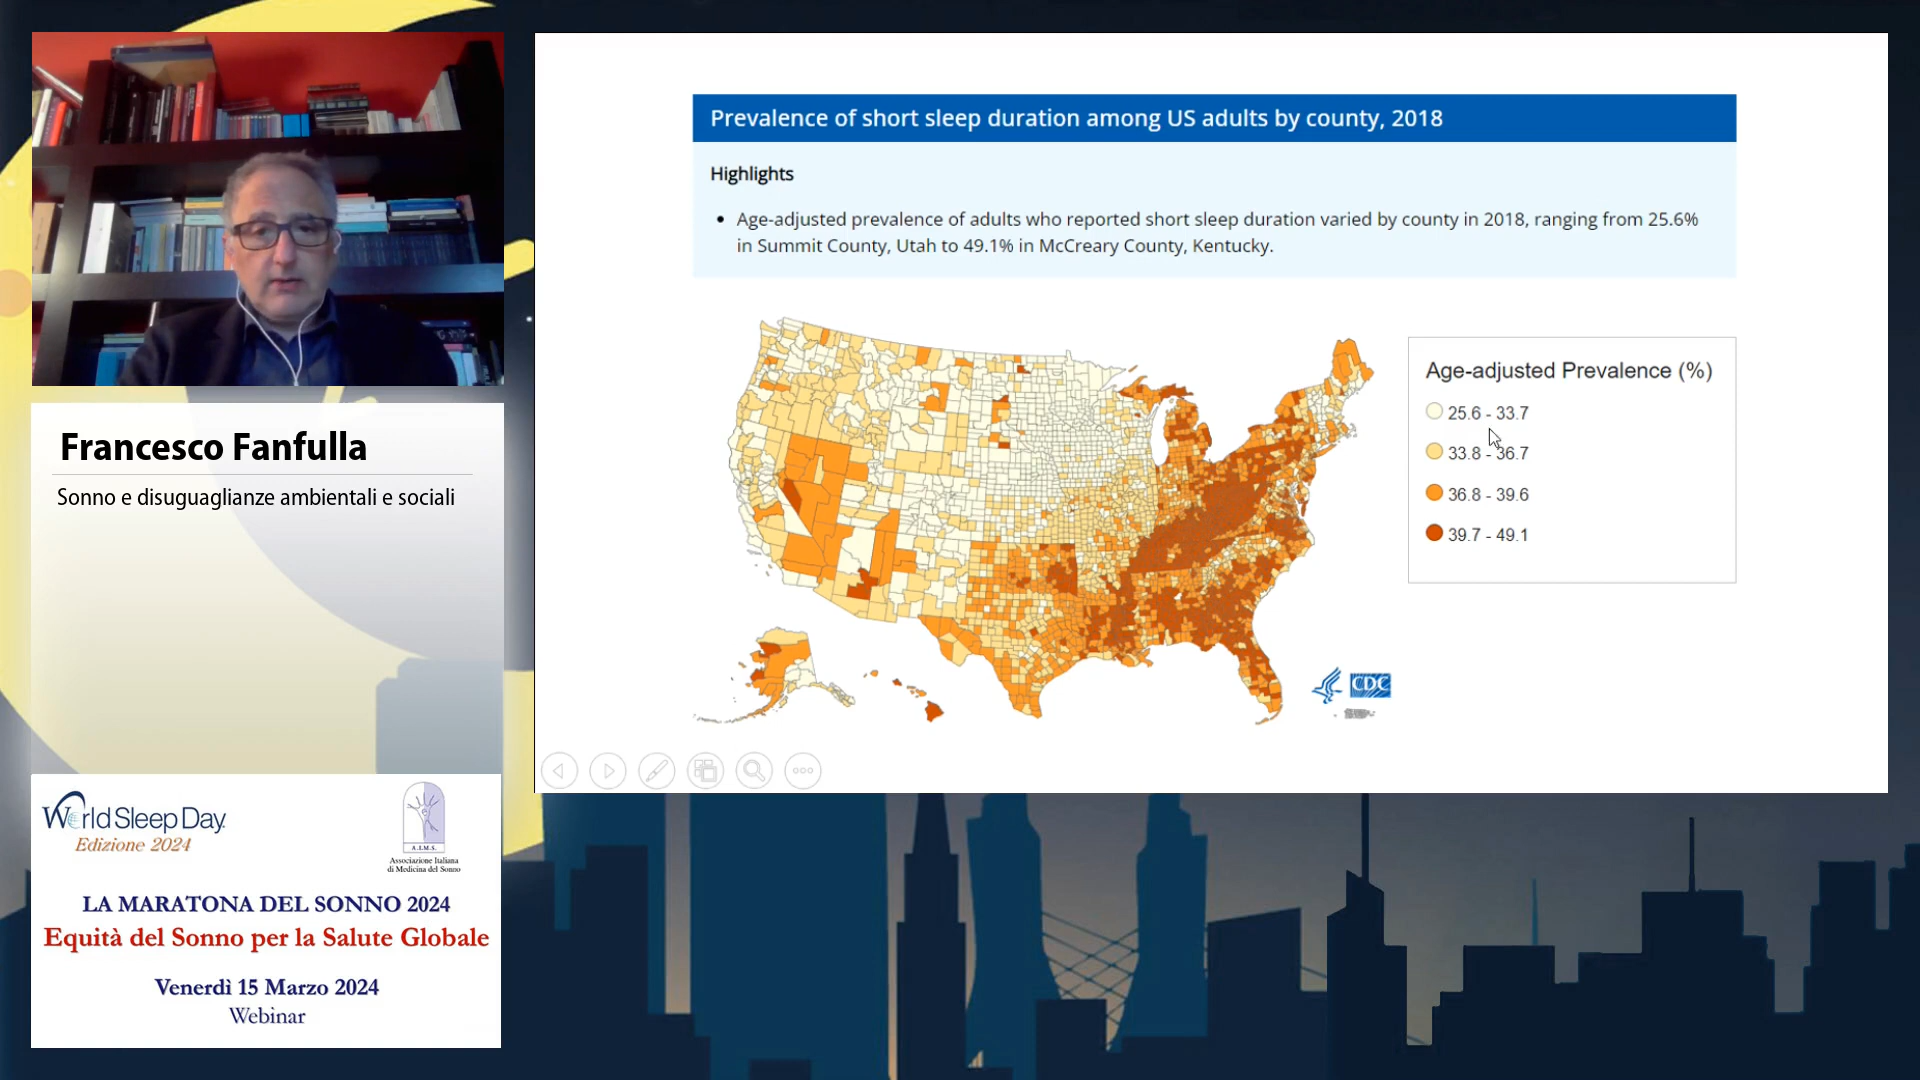 Francesco Fanfulla
Sonno e disuguaglianze ambientali e sociali
World Sleep Day
Edizione 2024
A.I.M.S.
Associazione Italiana
di Medicina del Sonno
LA MARATONA DEL SONNO 2024
Equità del Sonno per la Salute Globale
Venerdì 15 Marzo 2024
Webinar
Prevalence of short sleep duration among US adults by county, 2018
Highlights
• Age-adjusted prevalence of adults who reported short sleep duration varied by county in 2018, ranging from 25.6%
in Summit County, Utah to 49.1% in McCreary County, Kentucky.
Age-adjusted Prevalence (%)
25.6 - 33.7
33.8 - 36.7
36.8 - 39.6
39.7 - 49.1
CDC